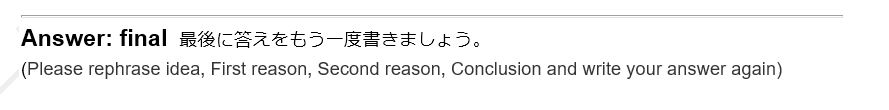 Answer: final 最後に答えをもう一度書きましょう。
(Please rephrase idea, First reason, Second reason, Conclusion and write your answer again)